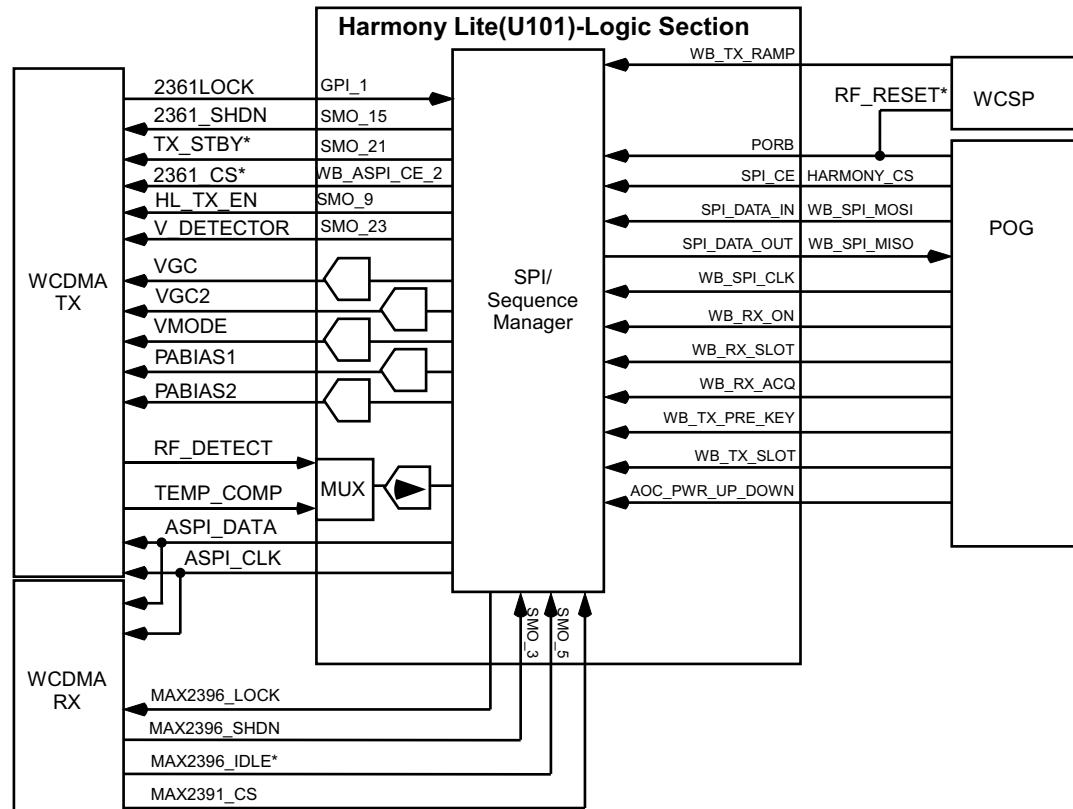 Harmony Lite(U101)-Logic Section
WCDMA
TX
2361LOCK
GPI_1
2361_SHDN
SMO_15
TX_STBY*
SMO_21
2361_CS*
WB_ASPI_CE_2
HL_TX_EN
SMO_9
V_DETECTOR
SMO_23
VGC
VGC2
VMODE
PABIAS1
PABIAS2
RF_DETECT
TEMP_COMP
MUX
ASPI_DATA
ASPI_CLK
SPI/
Sequence
Manager
WB_TX_RAMP
RF_RESET*
WCSP
PORB
SPI_CE
HARMONY_CS
SPI_DATA_IN
WB_SPI_MOSI
SPI_DATA_OUT
WB_SPI_MISO
WB_SPI_CLK
WB_RX_ON
WB_RX_SLOT
WB_RX_ACQ
WB_TX_PRE_KEY
WB_TX_SLOT
AOC_PWR_UP_DOWN
POG
SMO_3
SMO_5
WCDMA
RX
MAX2396_LOCK
MAX2396_SHDN
MAX2396_IDLE*
MAX2391_CS